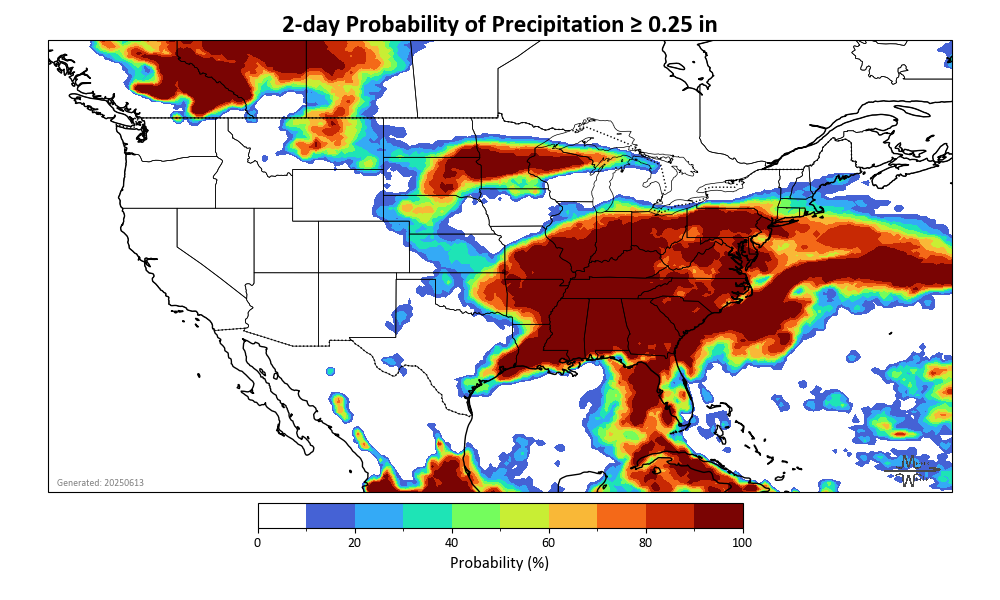 2-day Probability of Precipitation ≥ 0.25 in
Generated: 20250613
0 20 40 60 80 100
Probability (%)